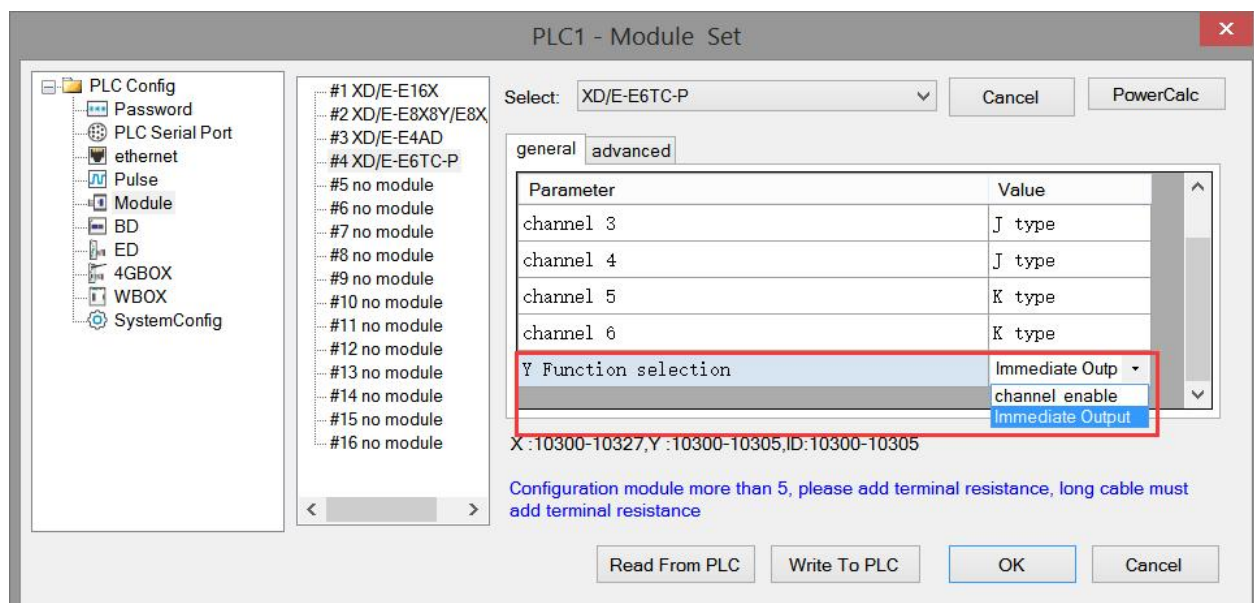 PLC1 - Module Set
x
PLC Config
Password
PLC Serial Port
ethernet
Pulse
Module
BD
ED
4GBOX
WBOX
SystemConfig
#1 XD/E-E16X
#2 XD/E-E8X8Y/E8X
#3 XD/E-E4AD
#4 XD/E-E6TC-P
#5 no module
#6 no module
#7 no module
#8 no module
#9 no module
#10 no module
#11 no module
#12 no module
#13 no module
#14 no module
#15 no module
#16 no module
Select: XD/E-E6TC-P Cancel PowerCalc
general advanced
Parameter Value
channel 3 J type
channel 4 J type
channel 5 K type
channel 6 K type
Y Function selection Immediate Outp
channel enable
Immediate Output
X :10300-10327,Y :10300-10305,ID:10300-10305
Configuration module more than 5, please add terminal resistance, long cable must
add terminal resistance
Read From PLC Write To PLC OK Cancel